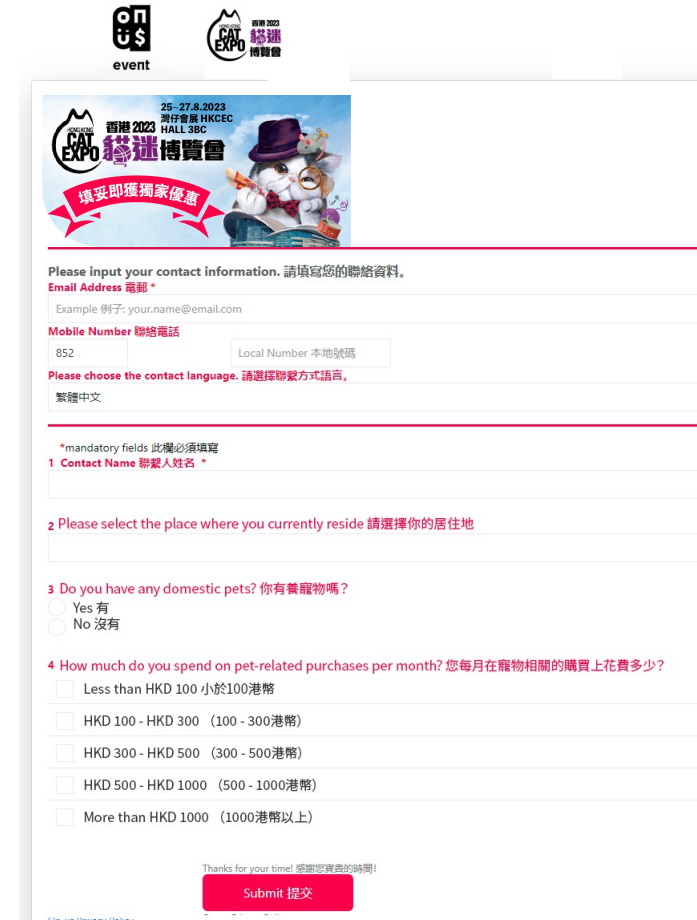 on
us
event
HONG KONG
CAT
EXPO
香港 2023
貓迷
博覽會
25–27.8.2023
灣仔會展 HKCEC
HALL 3BC
HONG KONG
CAT
EXPO
香港 2023
貓迷博覽會
填妥即獲獨家優惠
Please input your contact information. 請填寫您的聯絡資料。
Email Address 電郵 *
Example 例子: your.name@email.com
Mobile Number 聯絡電話
852 Local Number 本地號碼
Please choose the contact language. 請選擇聯繫方式語言。
繁體中文
*mandatory fields 此欄必須填寫
1 Contact Name 聯繫人姓名 *
2 Please select the place where you currently reside 請選擇你的居住地
3 Do you have any domestic pets? 你有養寵物嗎？
Yes 有
No 沒有
4 How much do you spend on pet-related purchases per month? 您每月在寵物相關的購買上花費多少?
Less than HKD 100 小於100港幣
HKD 100 - HKD 300 （100 - 300港幣）
HKD 300 - HKD 500 （300 - 500港幣）
HKD 500 - HKD 1000 （500 - 1000港幣）
More than HKD 1000 （1000港幣以上）
Thanks for your time! 感謝您寶貴的時間!
Submit 提交